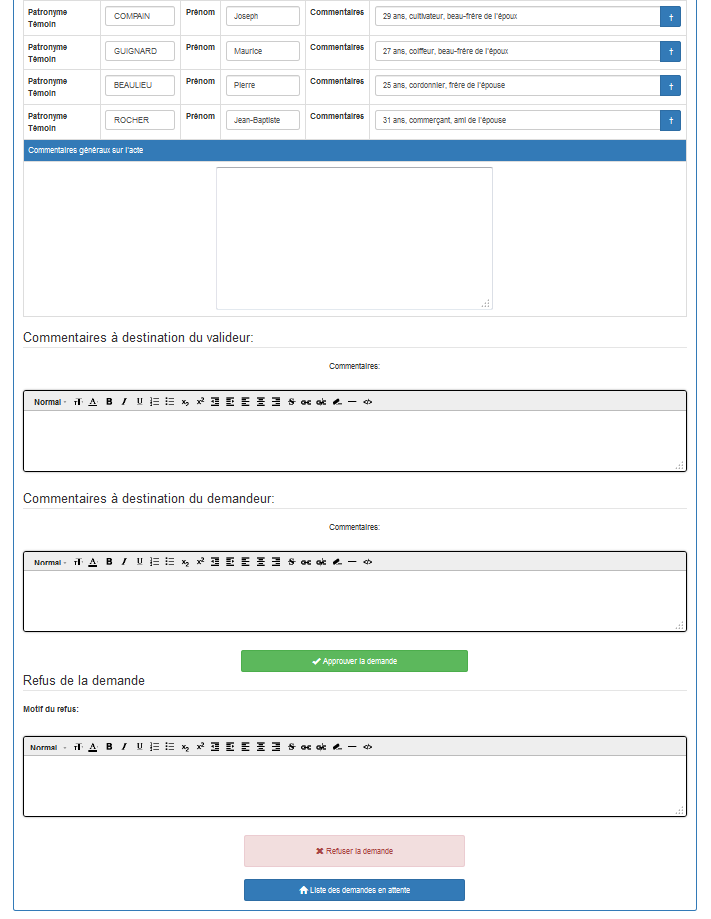 Patronyme Témoin COMPAIN Prénom Joseph Commentaires 29 ans, cultivateur, beau-frère de l'époux †
Patronyme Témoin GUIGNARD Prénom Maurice Commentaires 27 ans, coiffeur, beau-frère de l'époux †
Patronyme Témoin BEAULIEU Prénom Pierre Commentaires 25 ans, cordonnier, frère de l'épouse †
Patronyme Témoin ROCHER Prénom Jean-Baptiste Commentaires 31 ans, commerçant, ami de l'épouse †
Commentaires généraux sur l'acte
Commentaires à destination du valideur:
Commentaires:
Normal
Commentaires à destination du demandeur:
Commentaires:
Normal
Approuver la demande
Refus de la demande
Motif du refus:
Normal
Refuser la demande
Liste des demandes en attente